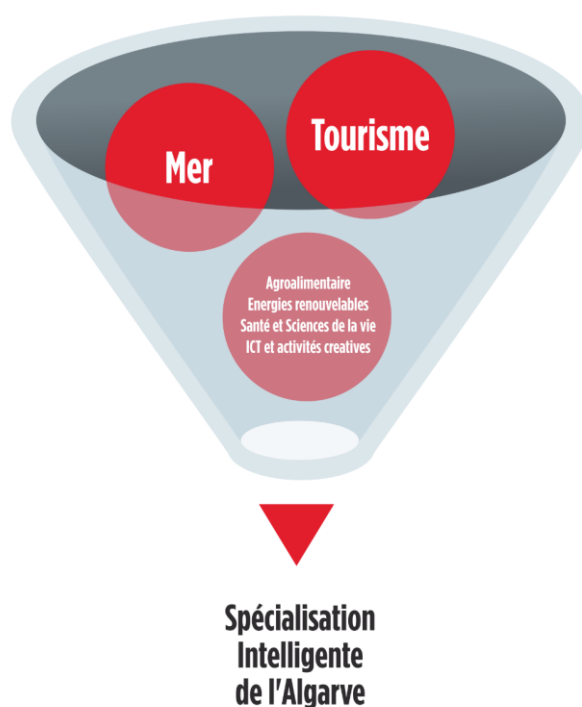 Mer
Tourisme
Agroalimentaire
Energies renouvelables
Santé et Sciences de la vie
ICT et activités creatives
Spécialisation
Intelligente
de l'Algarve